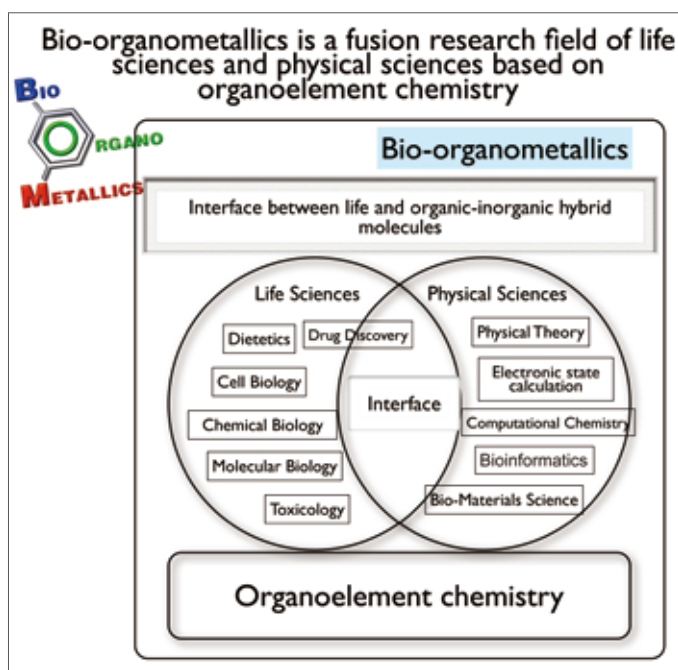 Bio-organometallics is a fusion research field of life
sciences and physical sciences based on
organoelement chemistry
BIO
ORGANO
METALLICS
Bio-organometallics
Interface between life and organic-inorganic hybrid
molecules
Life Sciences
Physical Sciences
Dietetics
Drug Discovery
Physical Theory
Cell Biology
Electronic state
calculation
Interface
Chemical Biology
Computational Chemistry
Molecular Biology
Bioinformatics
Toxicology
Bio-Materials Science
Organoelement chemistry